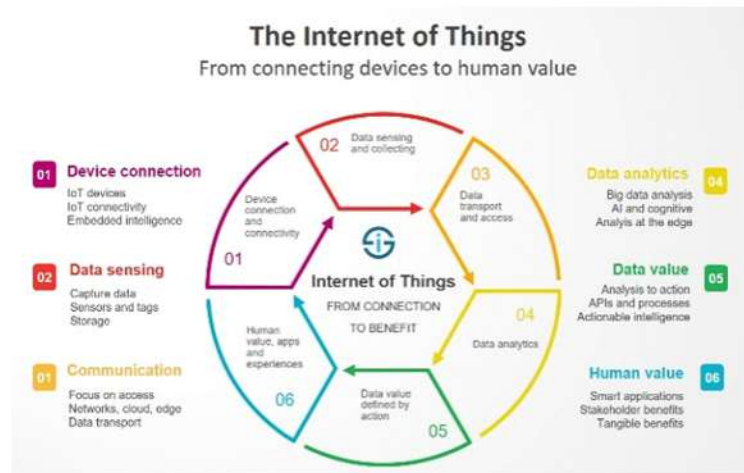 The Internet of Things
From connecting devices to human value
01 Device connection
IoT devices
IoT connectivity
Embedded intelligence
02 Data sensing
Capture data
Sensors and tags
Storage
01 Communication
Focus on access
Networks, cloud, edge
Data transport
Device
connection
and
connectivity
01
02
Data sensing
and collecting
03
Data
transport
and access
04
Data analytics
Data value
defined by
action
05
Human
value, apps
and
experiences
06
Internet of Things
FROM CONNECTION
TO BENEFIT
Data analytics 04
Big data analysis
AI and cognitive
Analyis at the edge
Data value 05
Analysis to action
APIs and processes
Actionable intelligence
Human value 06
Smart applications
Stakeholder benefits
Tangible benefits